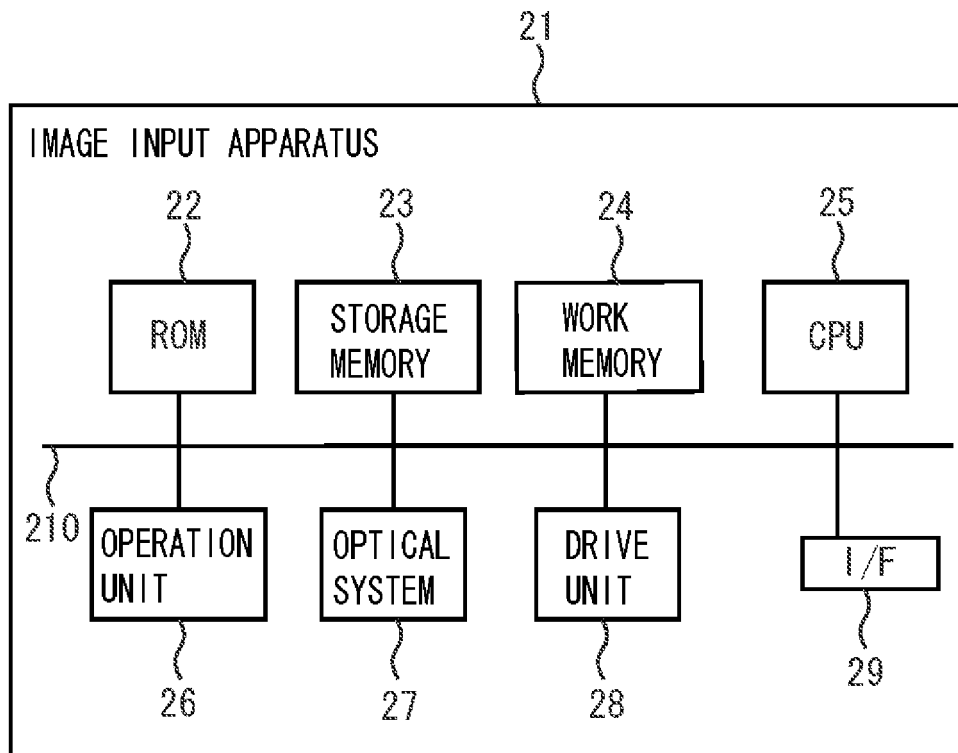 21
IMAGE INPUT APPARATUS
22
23
24
25
ROM
STORAGE
MEMORY
WORK
MEMORY
CPU
210
OPERATION
UNIT
OPTICAL
SYSTEM
DRIVE
UNIT
I/F
26
27
28
29